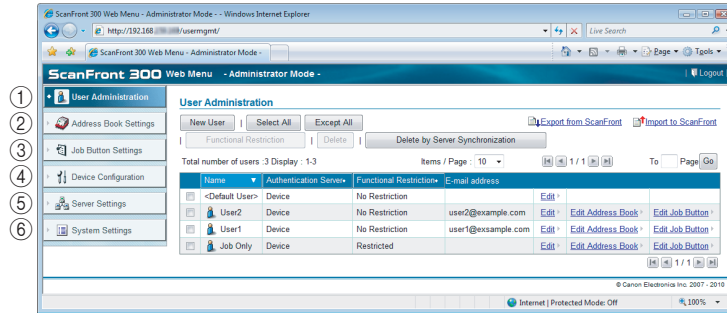 ScanFront 300 Web Menu - Administrator Mode - - Windows Internet Explorer
http://192.168 /usermgmt/
Live Search
ScanFront 300 Web Menu - Administrator Mode -
Page Tools
ScanFront 300 Web Menu - Administrator Mode -
Logout
① User Administration
② Address Book Settings
③ Job Button Settings
④ Device Configuration
⑤ Server Settings
⑥ System Settings
User Administration
New User | Select All Except All
Export from ScanFront Import to ScanFront
| Functional Restriction | Delete | Delete by Server Synchronization
Total number of users :3 Display : 1-3 Items / Page : 10 1 / 1 To Page Go
Name Authentication Server Functional Restriction E-mail address
<Default User> Device No Restriction Edit
User2 Device No Restriction user2@example.com Edit Edit Address Book Edit Job Button
User1 Device No Restriction user1@exsample.com Edit Edit Address Book Edit Job Button
Job Only Device Restricted Edit Edit Address Book Edit Job Button
1 / 1
© Canon Electronics Inc. 2007 - 2010
Internet | Protected Mode: Off 100%